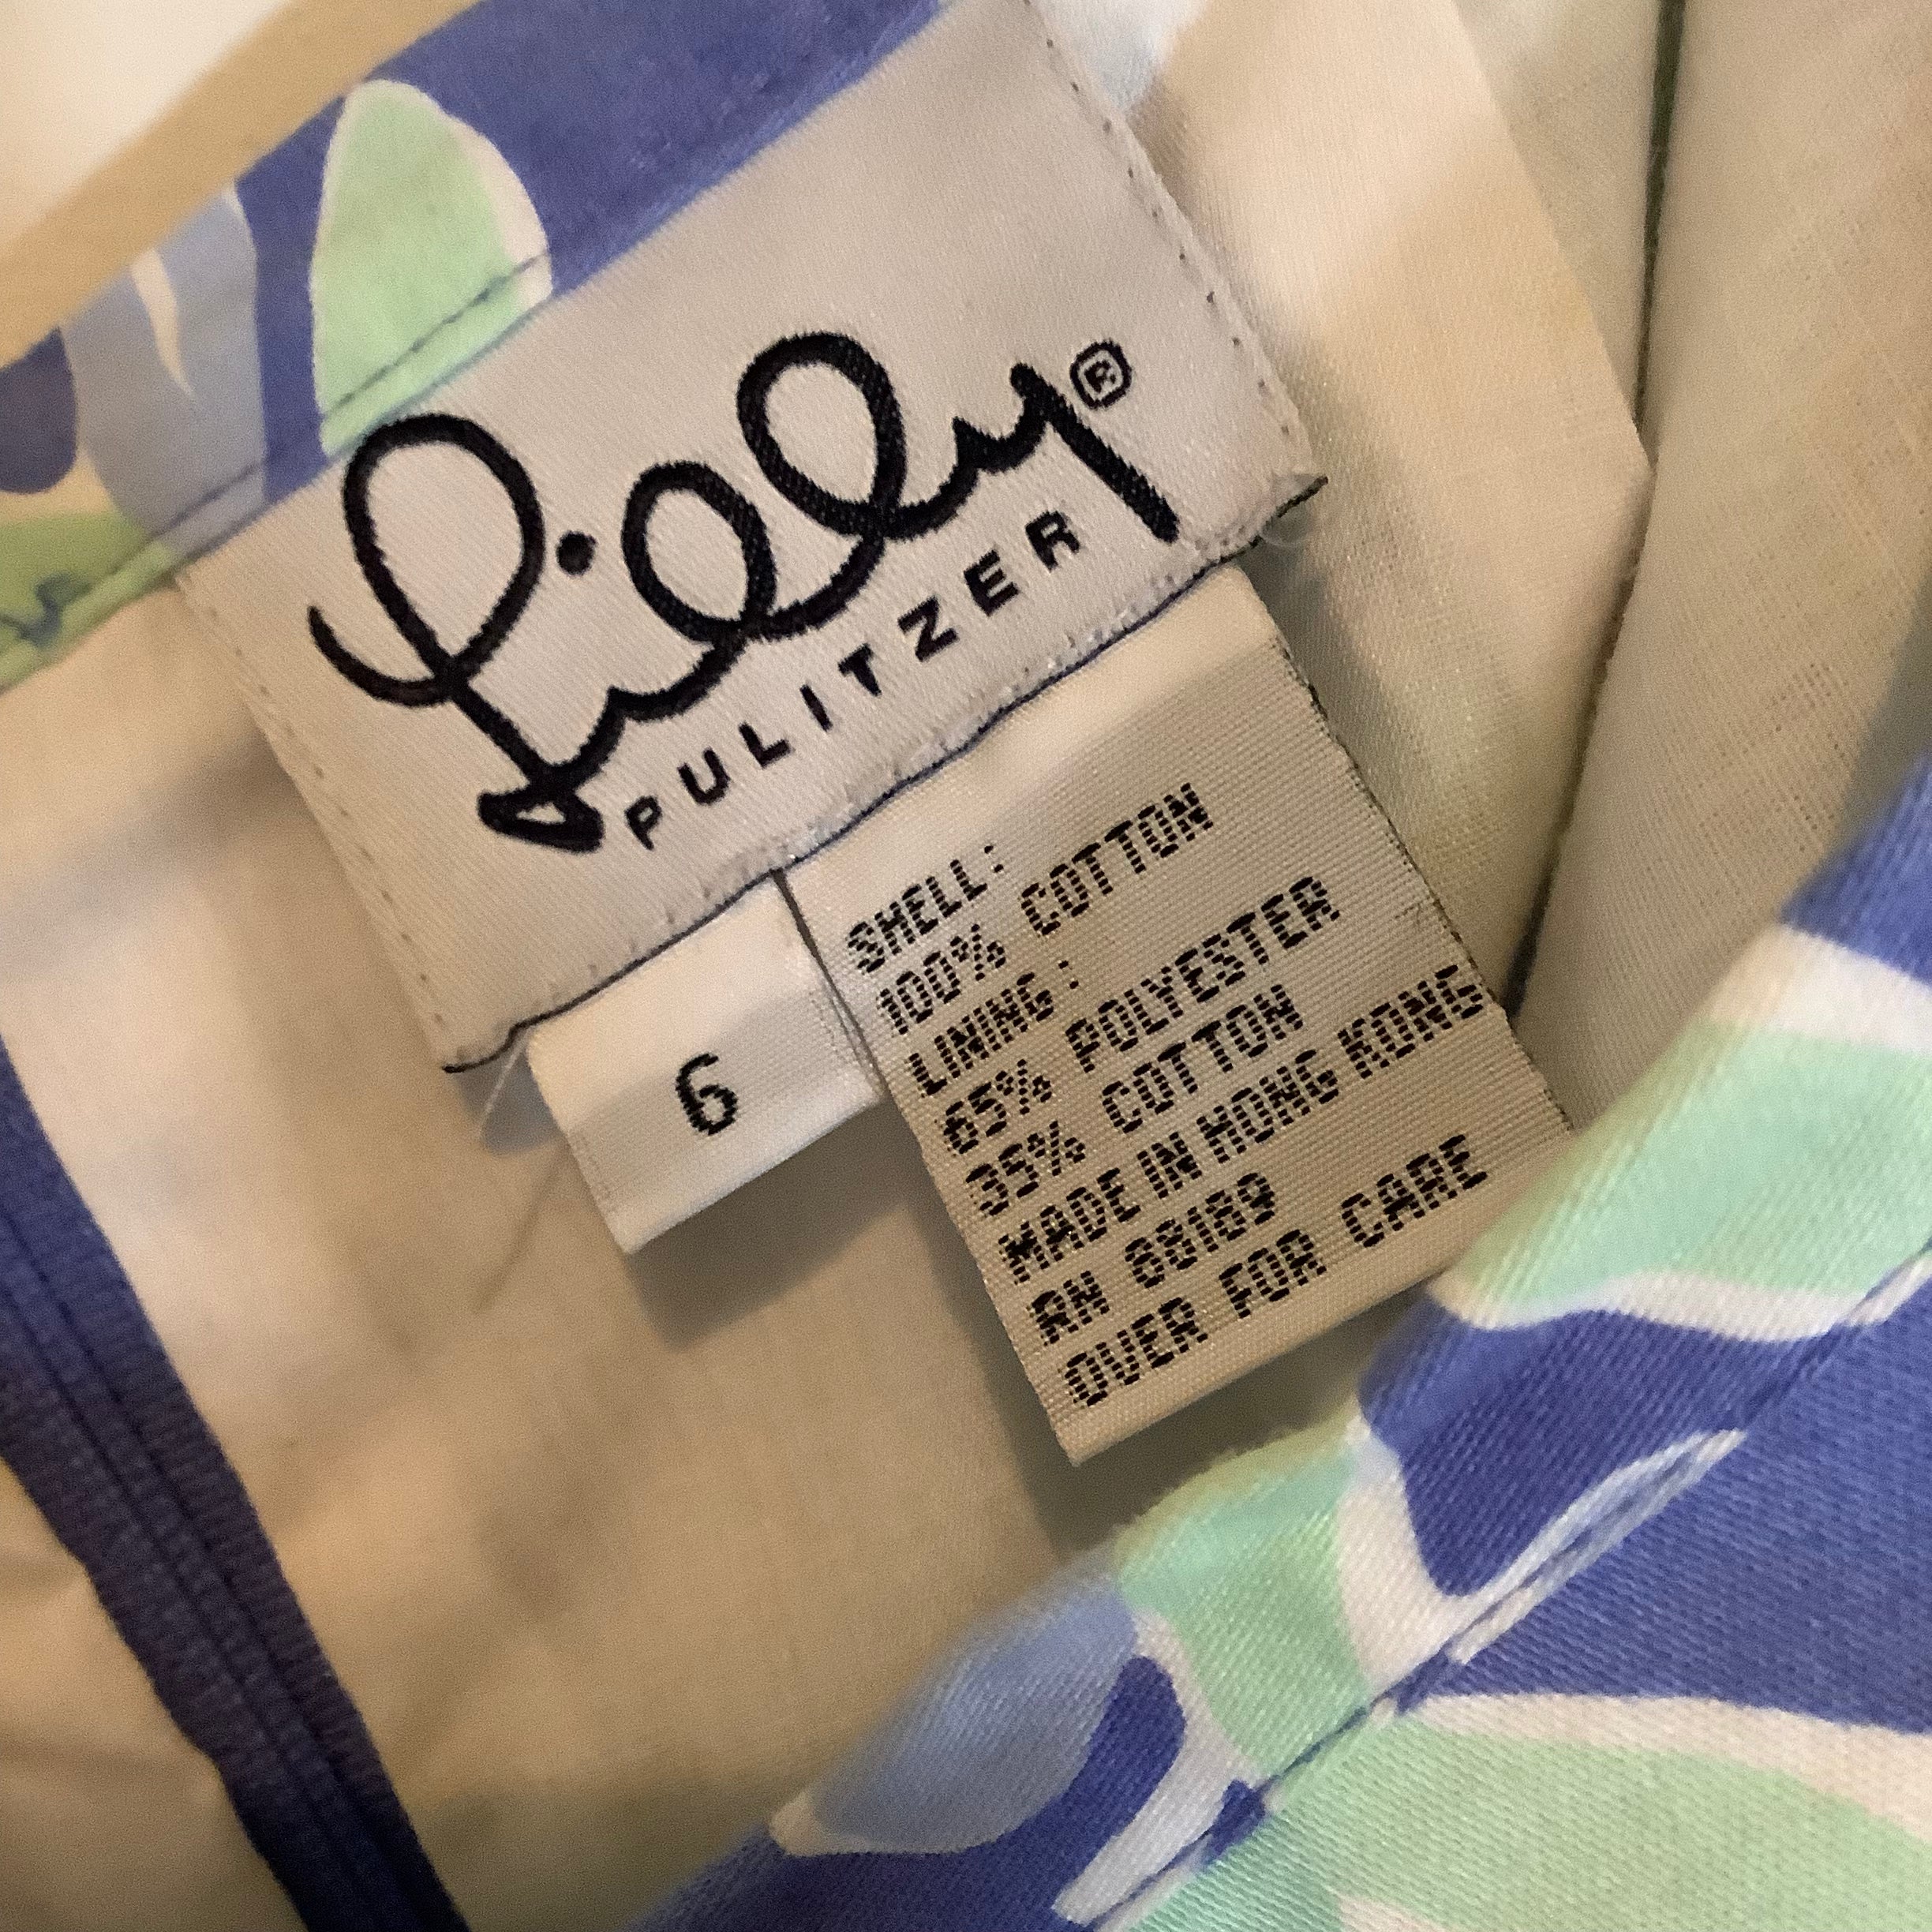 Lilly®
PULITZER
6
SHELL:
100% COTTON
LINING:
65% POLYESTER
35% COTTON
MADE IN HONG KONG
RN 68189
OVER FOR CARE